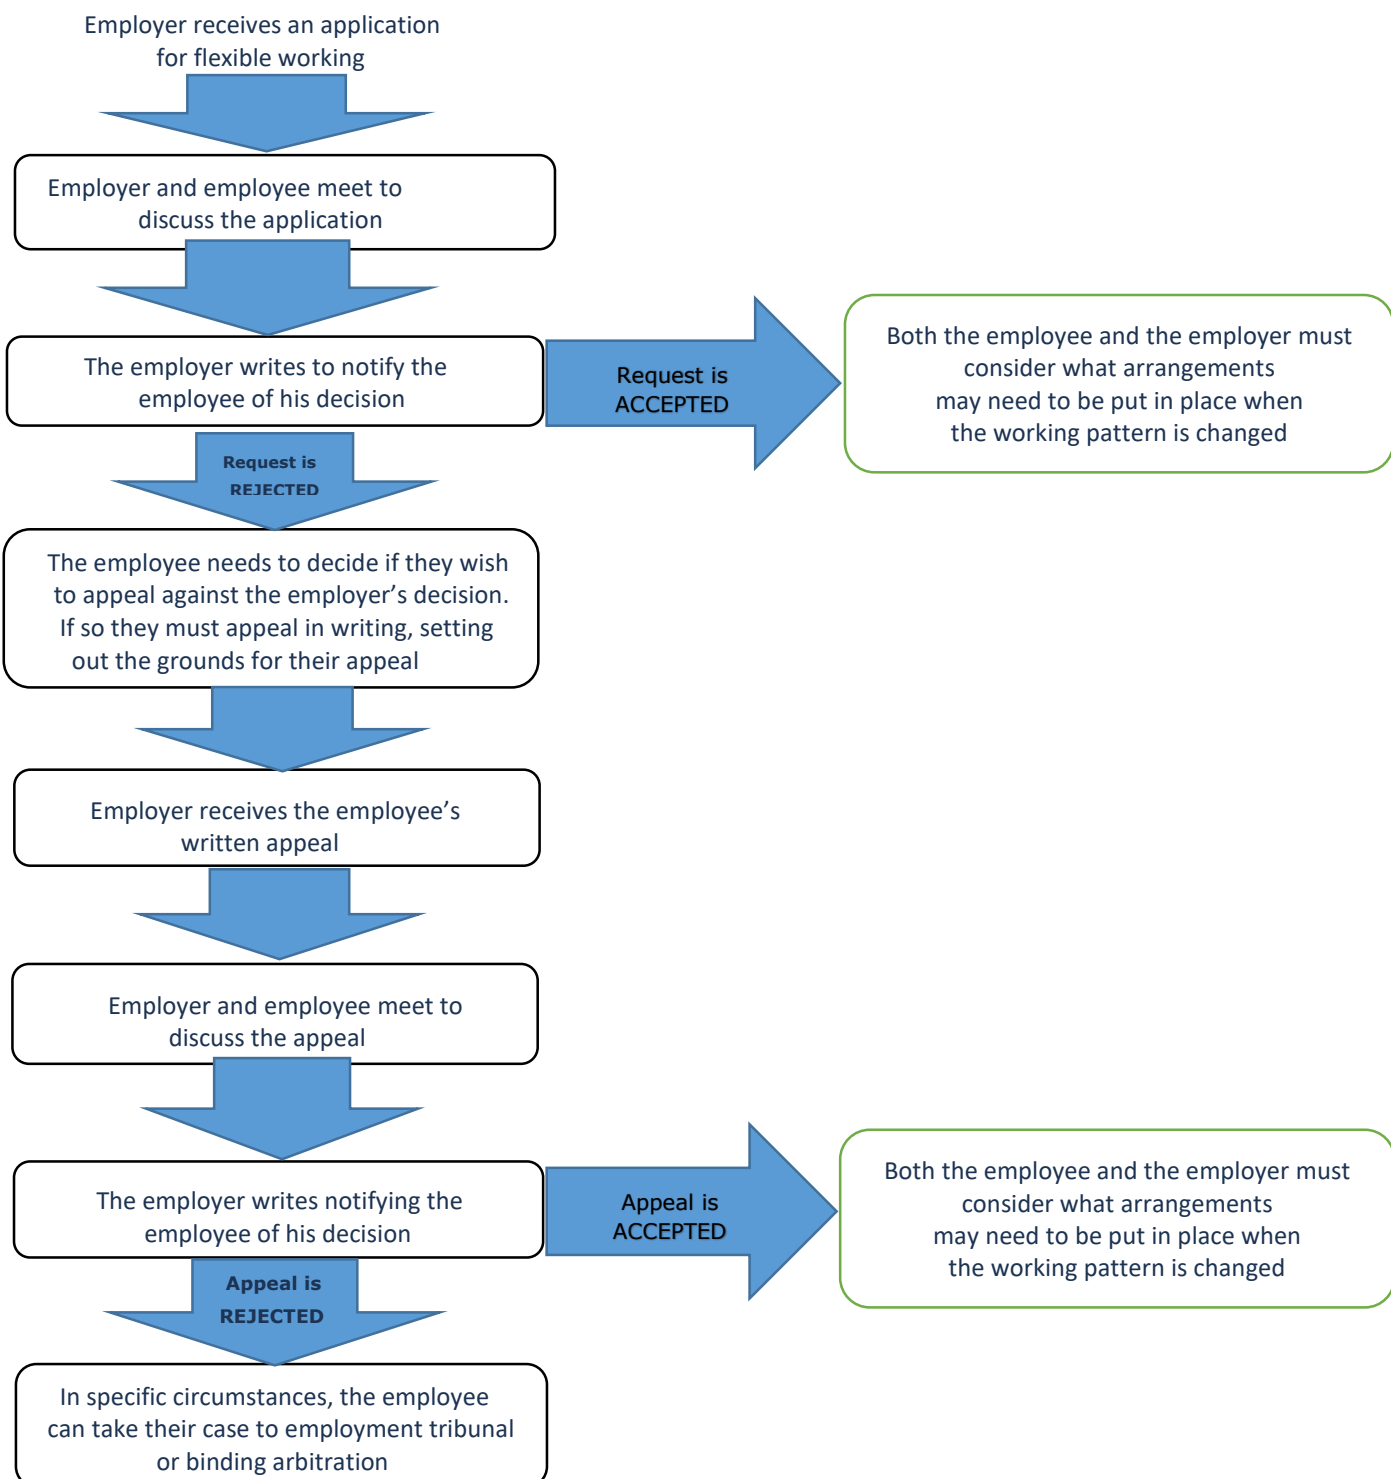 Employer receives an application
for flexible working
Employer and employee meet to
discuss the application
The employer writes to notify the
employee of his decision
Request is
ACCEPTED
Both the employee and the employer must
consider what arrangements
may need to be put in place when
the working pattern is changed
Request is
REJECTED
The employee needs to decide if they wish
to appeal against the employer’s decision.
If so they must appeal in writing, setting
out the grounds for their appeal
Employer receives the employee’s
written appeal
Employer and employee meet to
discuss the appeal
The employer writes notifying the
employee of his decision
Appeal is
ACCEPTED
Both the employee and the employer must
consider what arrangements
may need to be put in place when
the working pattern is changed
Appeal is
REJECTED
In specific circumstances, the employee
can take their case to employment tribunal
or binding arbitration